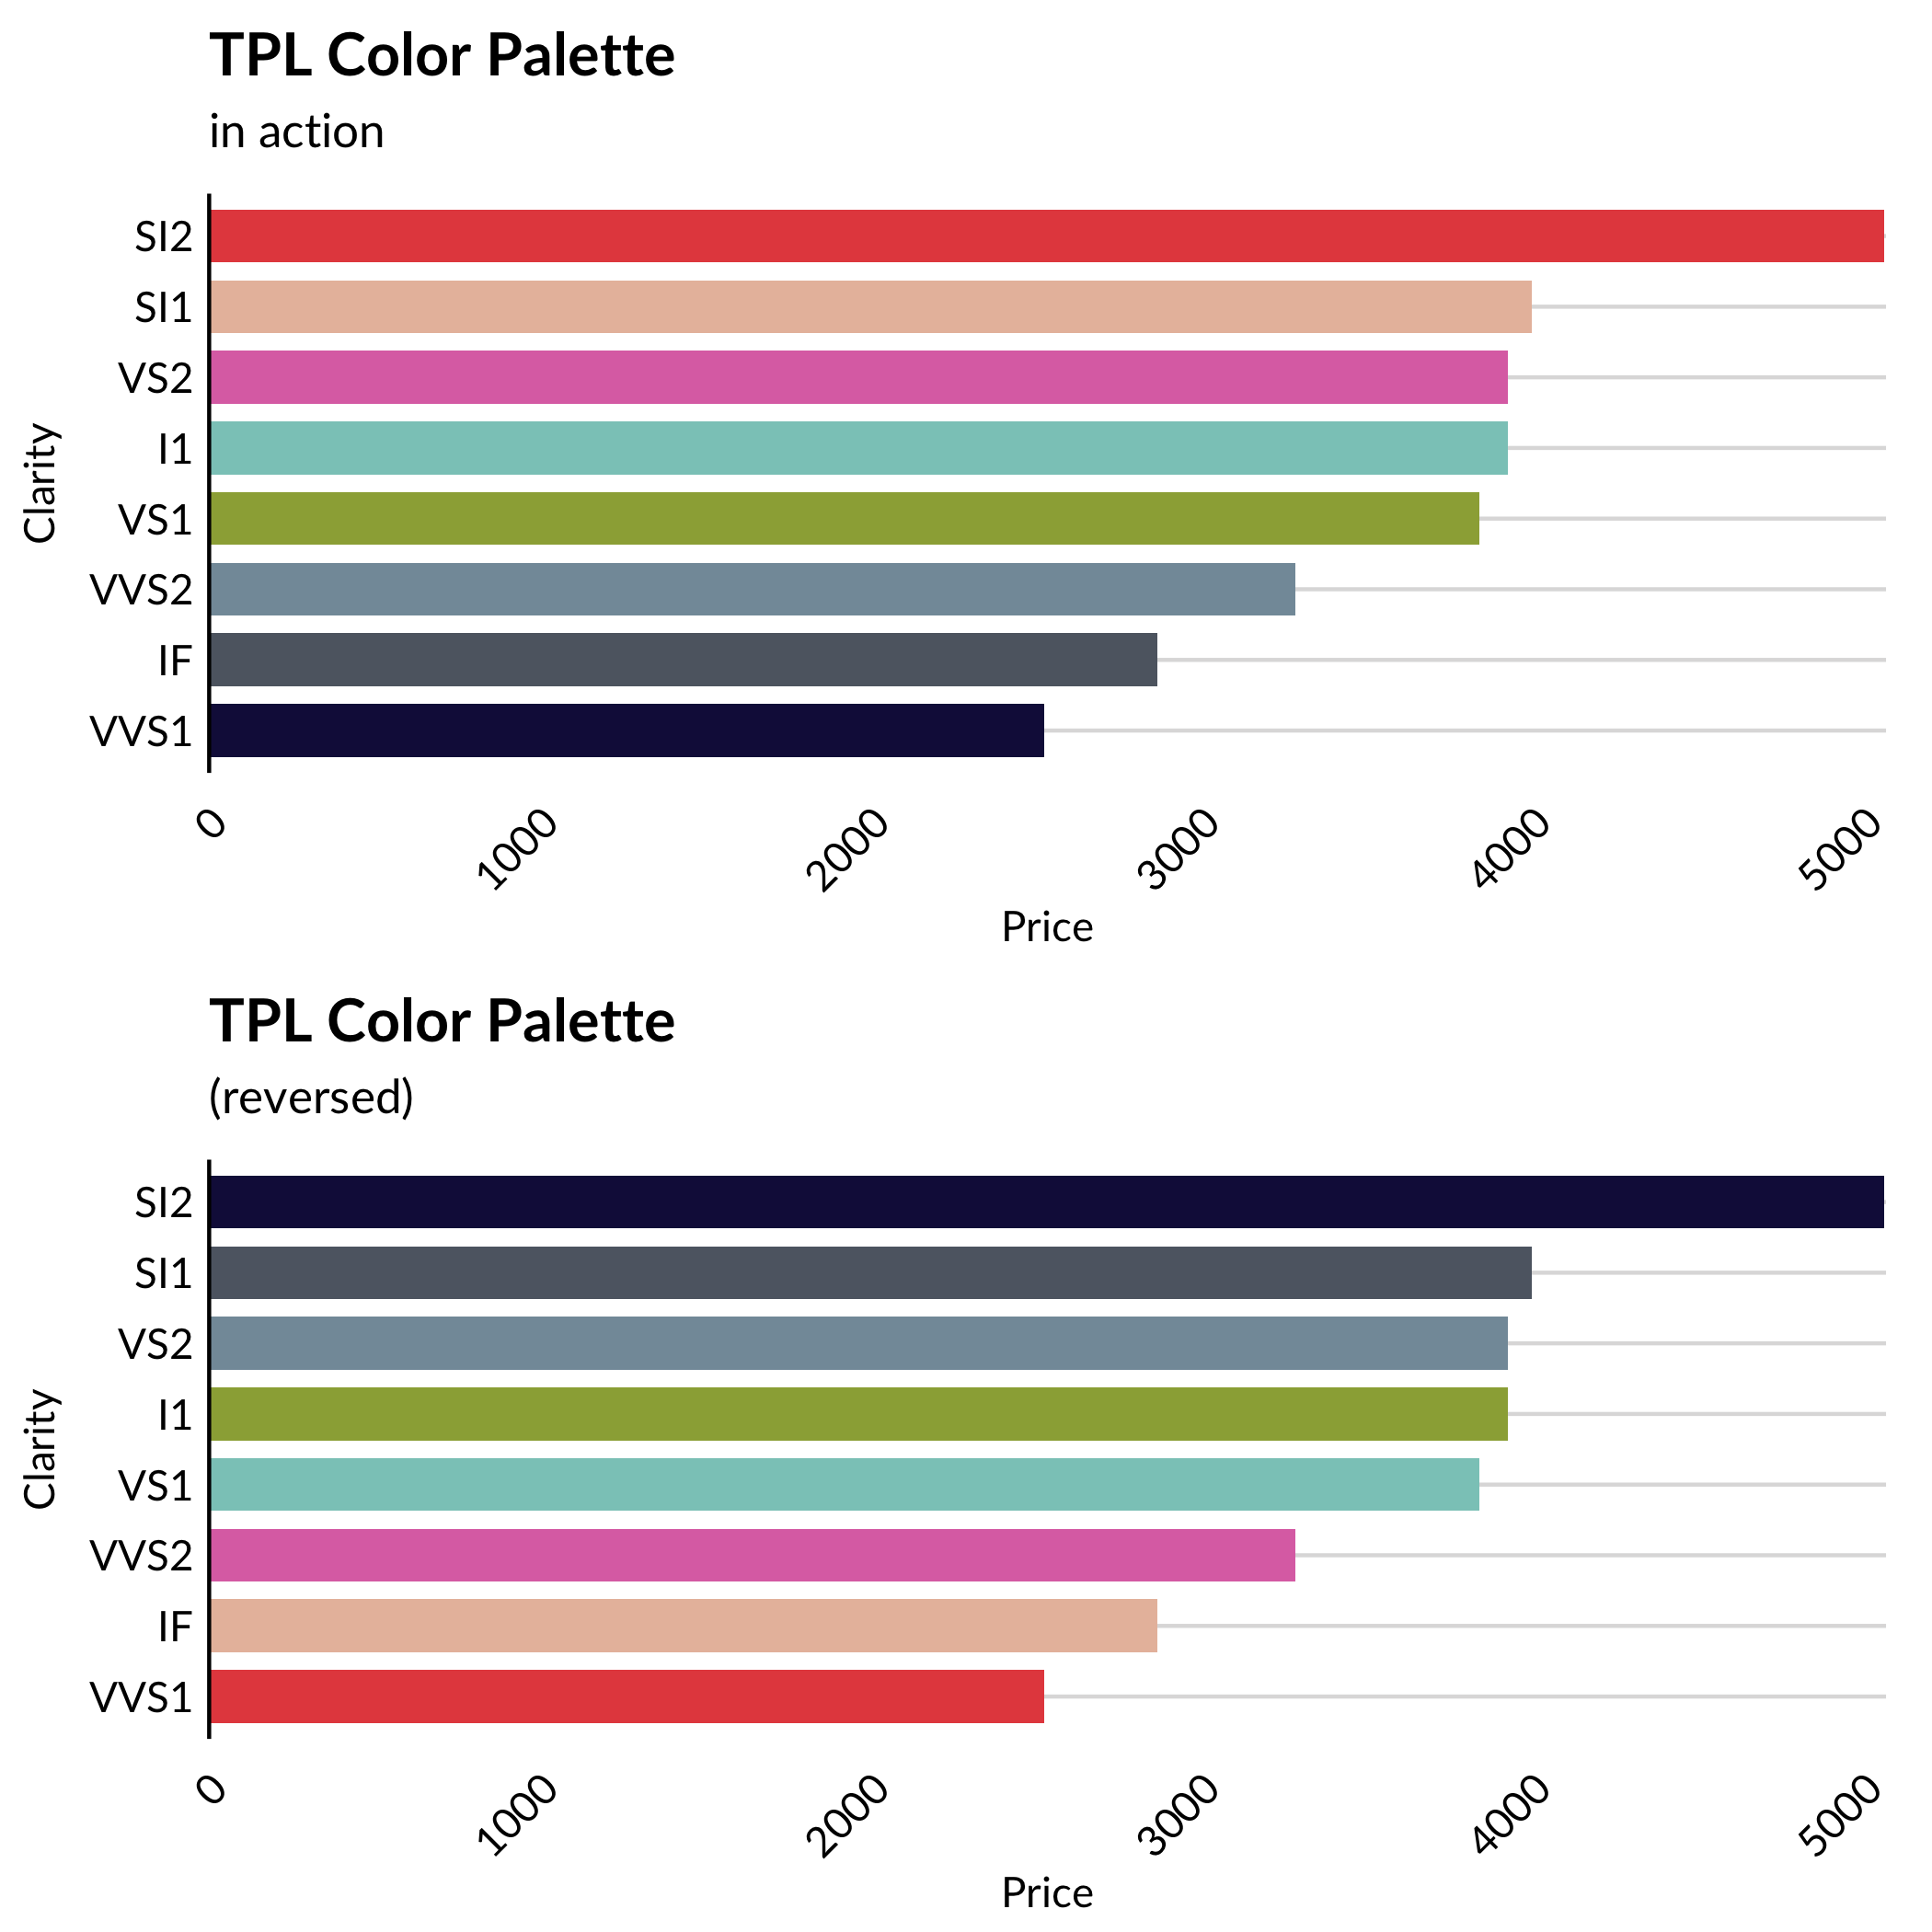 TPL Color Palette
in action
Clarity
SI2
SI1
VS2
I1
VS1
VVS2
IF
VVS1
0 1000 2000 3000 4000 5000
Price
TPL Color Palette
(reversed)
Clarity
SI2
SI1
VS2
I1
VS1
VVS2
IF
VVS1
0 1000 2000 3000 4000 5000
Price